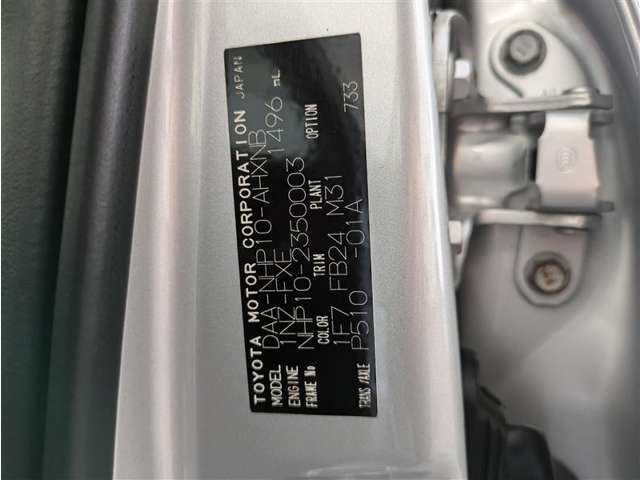 TOYOTA MOTOR CORPORATION JAPAN
MODEL DAA-NHP10-AHXNB
ENGINE 1NZ-FXE 1496 mL
FRAME No NHP10-2350003
COLOR TRIM PLANT OPTION
1F7 FB24 M31 733
TRANS/AXLE P510 -01A